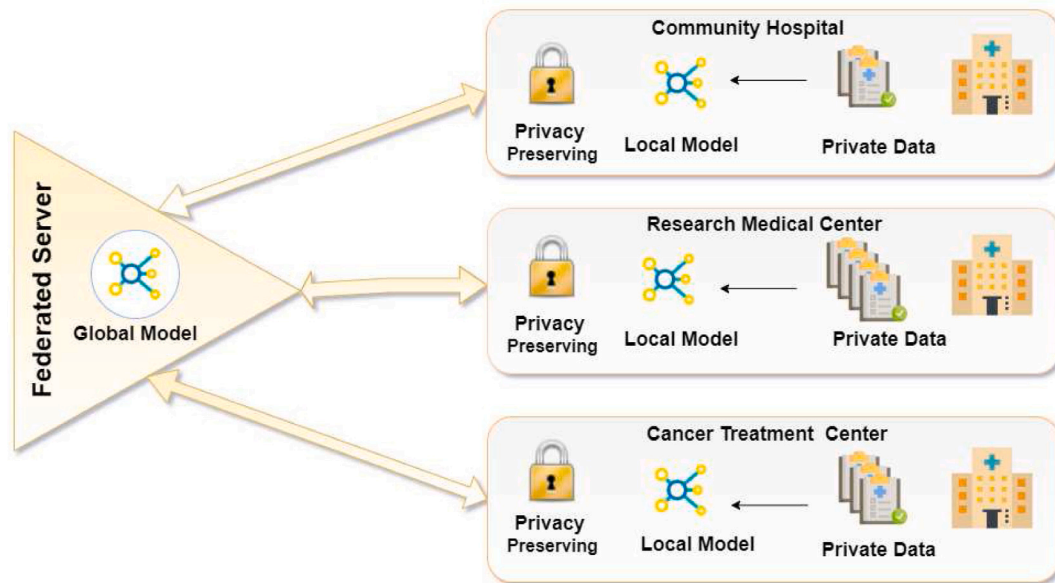 Federated Server
Global Model
Community Hospital
Privacy
Preserving
Local Model
Private Data
Research Medical Center
Privacy
Preserving
Local Model
Private Data
Cancer Treatment Center
Privacy
Preserving
Local Model
Private Data